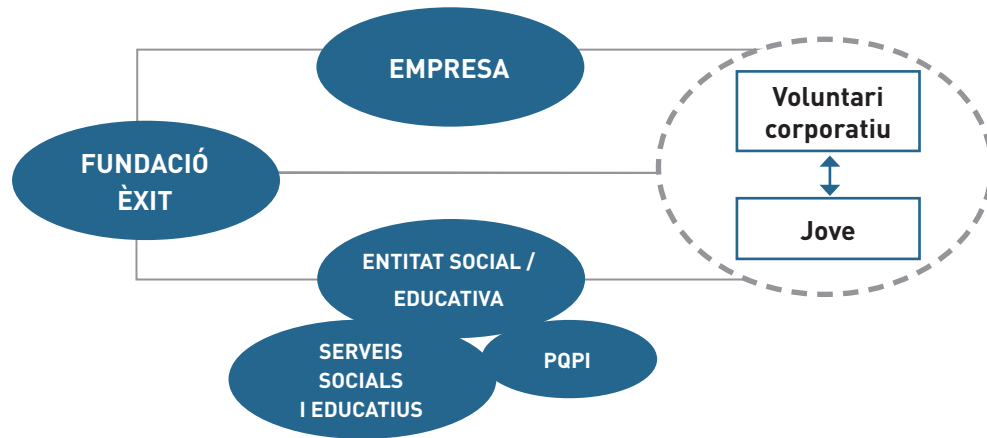 EMPRESA
Voluntari
corporatiu
FUNDACIÓ
ÈXIT
Jove
ENTITAT SOCIAL /
EDUCATIVA
SERVEIS
SOCIALS
I EDUCATIUS
PQPI